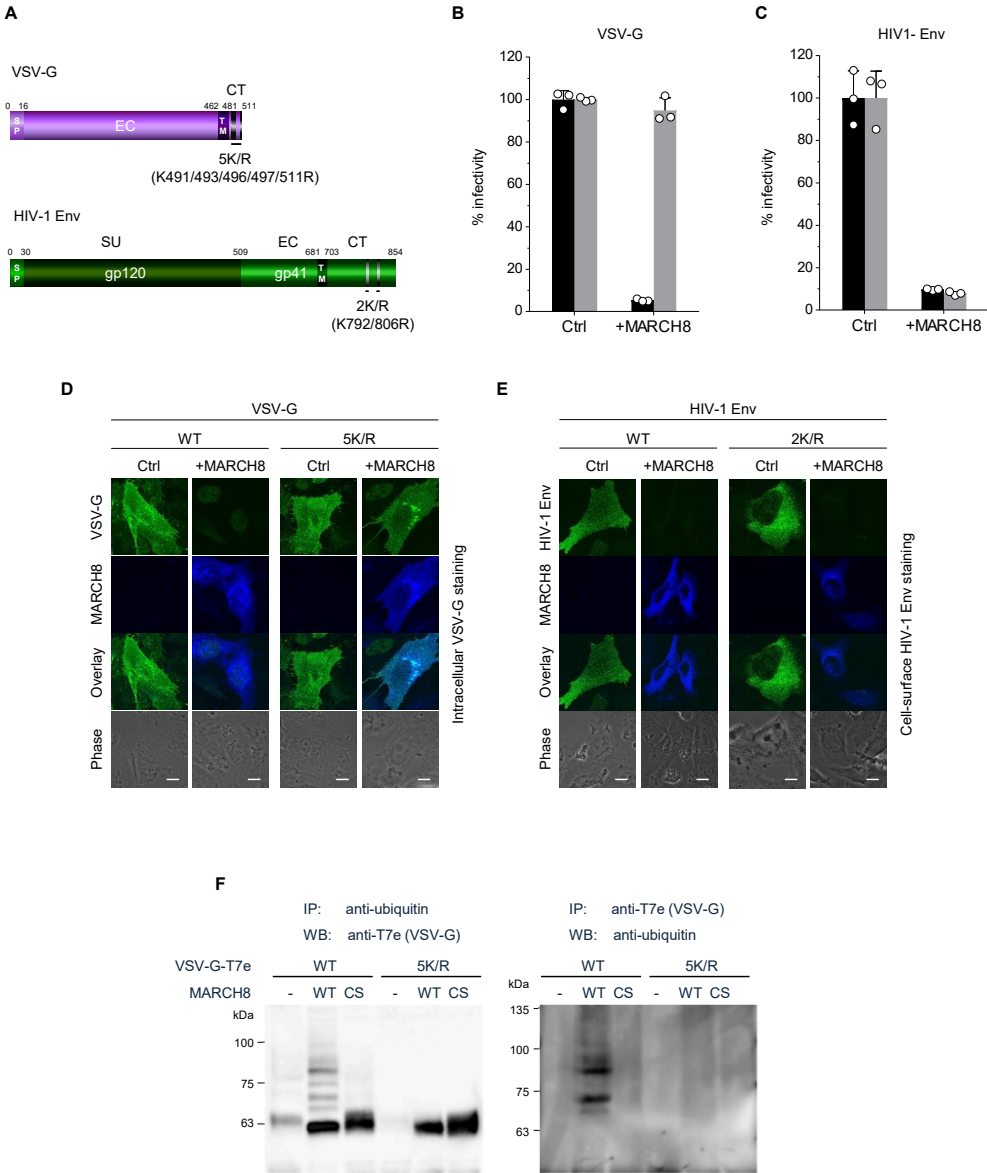 A
VSV-G
CT
0 16 462 481 511
SP
EC
TM
5K/R
(K491/493/496/497/511R)
HIV-1 Env
SU EC CT
0 30 509 681 703 854
SP
gp120
gp41
TM
2K/R
(K792/806R)
B
VSV-G
% infectivity
120
100
80
60
40
20
0
Ctrl +MARCH8
C
HIV1- Env
% infectivity
120
100
80
60
40
20
0
Ctrl +MARCH8
D
VSV-G
WT 5K/R
Ctrl +MARCH8 Ctrl +MARCH8
VSV-G
MARCH8
Overlay
Phase
Intracellular VSV-G staining
E
HIV-1 Env
WT 2K/R
Ctrl +MARCH8 Ctrl +MARCH8
HIV-1 Env
MARCH8
Overlay
Phase
Cell-surface HIV-1 Env staining
F
IP: anti-ubiquitin
WB: anti-T7e (VSV-G)
VSV-G-T7e WT 5K/R
MARCH8 - WT CS - WT CS
kDa
100
75
63
IP: anti-T7e (VSV-G)
WB: anti-ubiquitin
WT 5K/R
kDa
- WT CS - WT CS
135
100
75
63